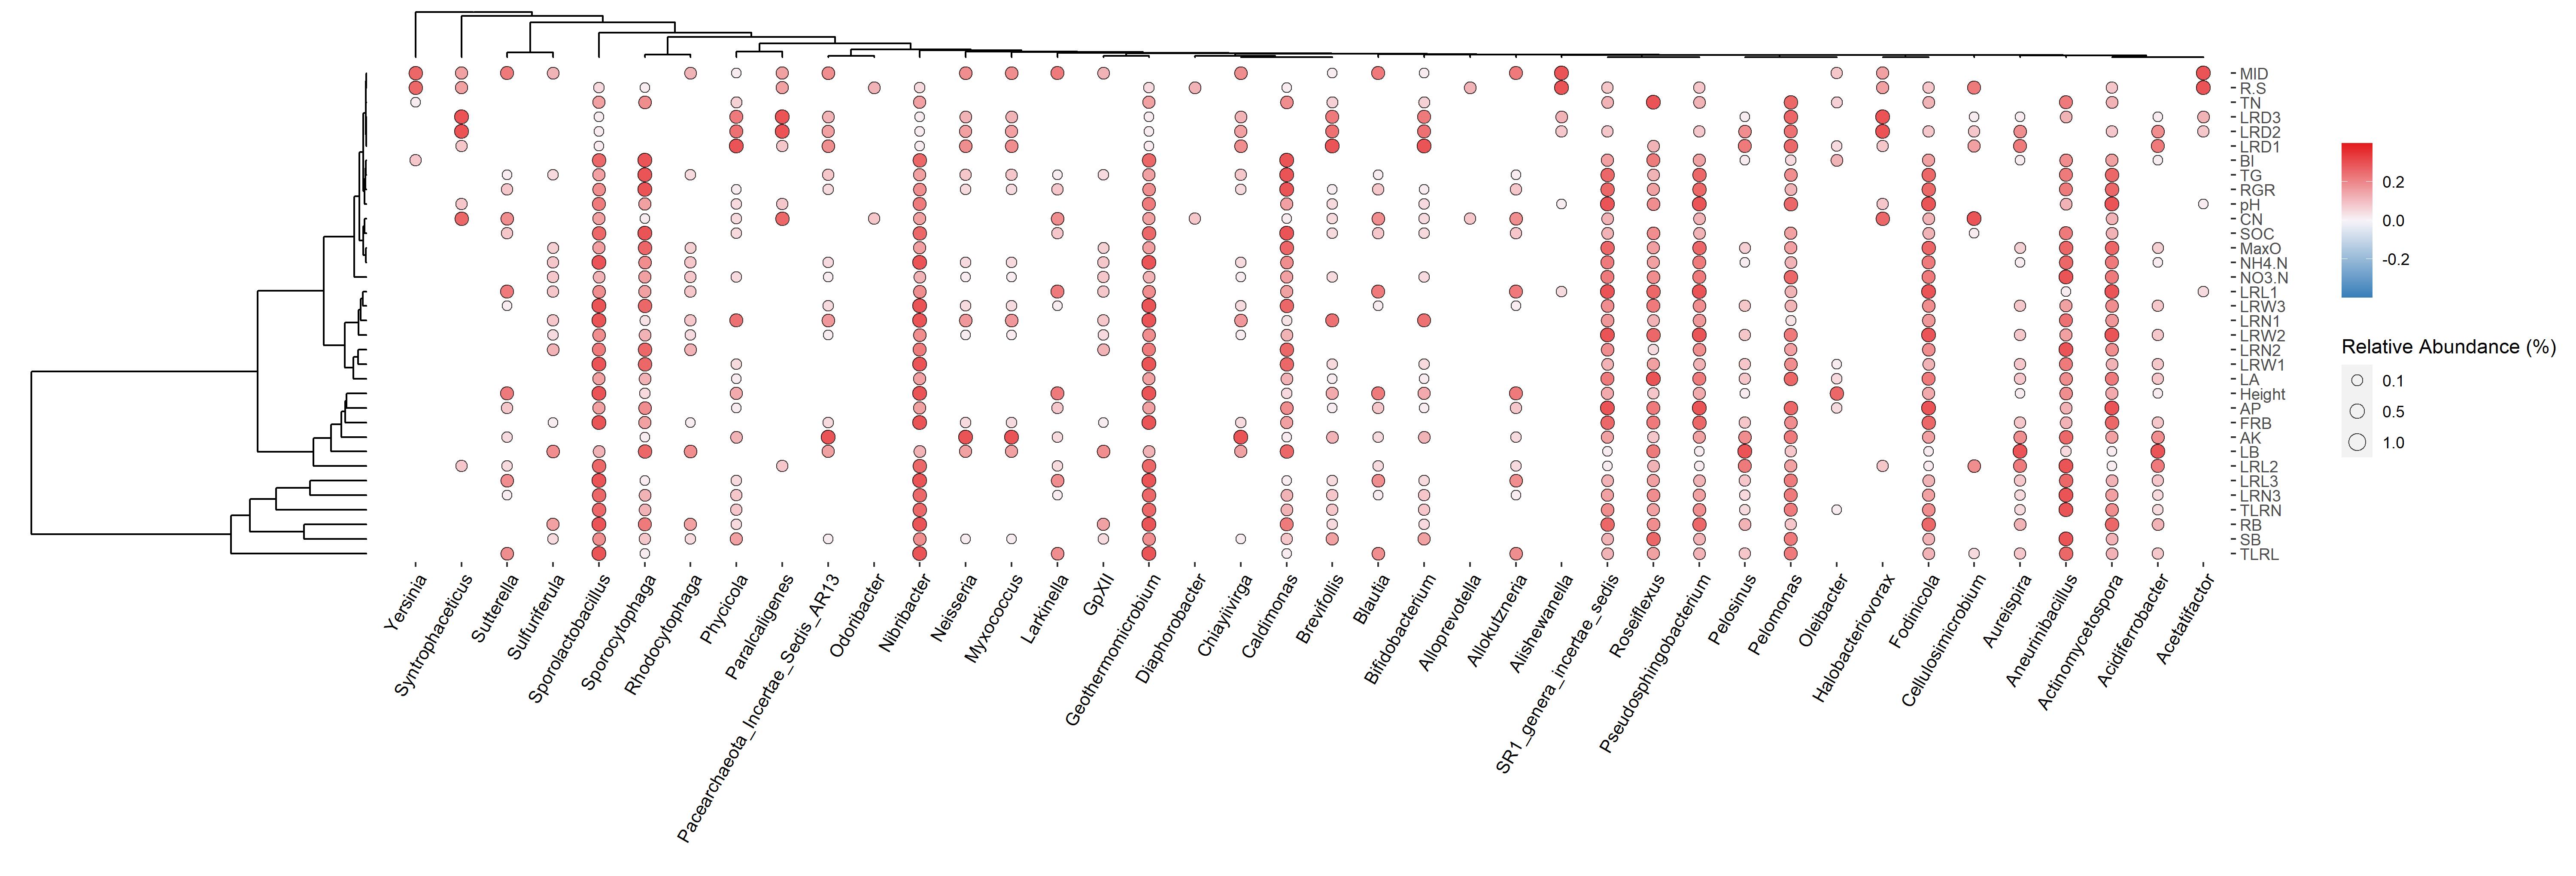 MID
R.S
TN
LRD3
LRD2
LRD1
BI
TG
RGR
pH
CN
SOC
MaxO
NH4.N
NO3.N
LRL1
LRW3
LRN1
LRW2
LRN2
LRW1
LA
Height
AP
FRB
AK
LB
LRL2
LRL3
LRN3
TLRN
RB
SB
TLRL
0.2
0.0
-0.2
Relative Abundance (%)
0.1
0.5
1.0
Yersinia
Syntrophaceticus
Sutterella
Sulfuriferula
Sporolactobacillus
Sporocytophaga
Rhodocytophaga
Phycicola
Paralcaligenes
Pacearchaeota_Incertae_Sedis_AR13
Odoribacter
Nibribacter
Neisseria
Myxococcus
Larkinella
GpXII
Geothermomicrobium
Diaphorobacter
Chiayiivirga
Caldimonas
Brevifollis
Blautia
Bifidobacterium
Alloprevotella
Allokutzneria
Alishewanella
SR1_genera_incertae_sedis
Roseiflexus
Pseudosphingobacterium
Pelosinus
Pelomonas
Oleibacter
Halobacteriovorax
Fodinicola
Cellulosimicrobium
Aureispira
Aneurinibacillus
Actinomycetospora
Acidiferrobacter
Acetatifactor